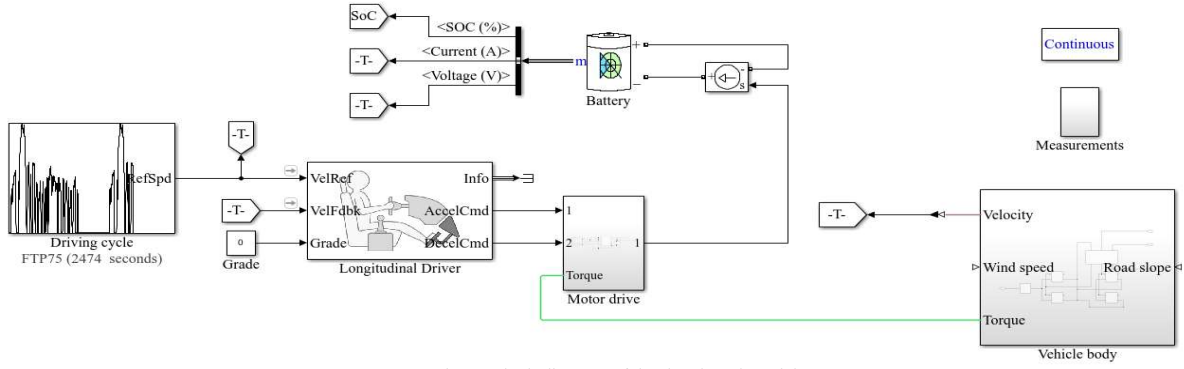 SoC
<SOC (%)>
-T-
<Current (A)>
<Voltage (V)>
-T-
m
+
−
Battery
+
-
s
Continuous
Measurements
-T-
RefSpd
Driving cycle
FTP75 (2474 seconds)
VelRef
Info
-T-
VelFdbk
AccelCmd
0
Grade
Grade
DecelCmd
Longitudinal Driver
1
2
1
Torque
Motor drive
-T-
Velocity
Wind speed
Road slope
Torque
Vehicle body